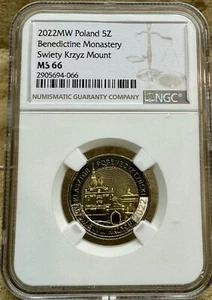 2022MW Poland 5Z
Benedictine Monastery
Swiety Krzyz Mount
MS 66
2905694-066
NGC
NUMISMATIC GUARANTY COMPANY